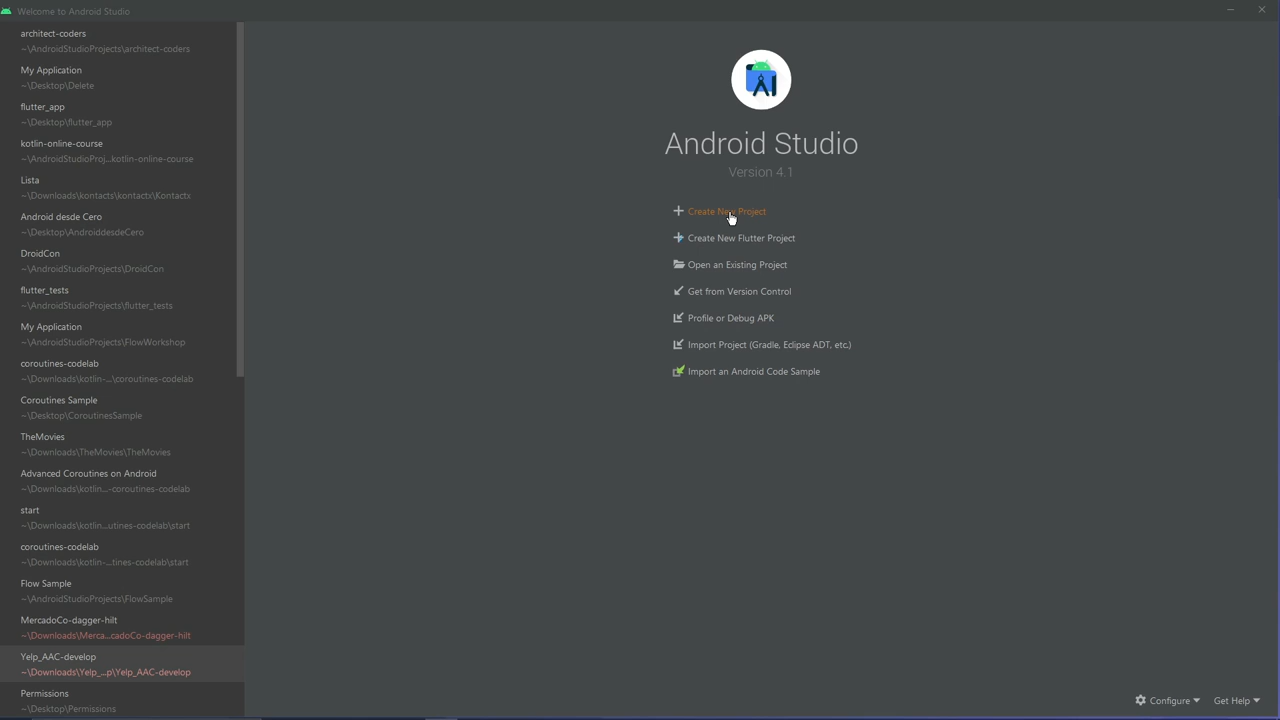 Welcome to Android Studio
architect-coders
~\AndroidStudioProjects\architect-coders
My Application
~\Desktop\Delete
flutter_app
~\Desktop\flutter_app
kotlin-online-course
~\AndroidStudioProj...kotlin-online-course
Lista
~\Downloads\kontacts\kontactx\Kontactx
Android desde Cero
~\Desktop\AndroiddesdeCero
DroidCon
~\AndroidStudioProjects\DroidCon
flutter_tests
~\AndroidStudioProjects\flutter_tests
My Application
~\AndroidStudioProjects\FlowWorkshop
coroutines-codelab
~\Downloads\kotlin-...\coroutines-codelab
Coroutines Sample
~\Desktop\CoroutinesSample
TheMovies
~\Downloads\TheMovies\TheMovies
Advanced Coroutines on Android
~\Downloads\kotlin...-coroutines-codelab
start
~\Downloads\kotlin...utines-codelab\start
coroutines-codelab
~\Downloads\kotlin-...tines-codelab\start
Flow Sample
~\AndroidStudioProjects\FlowSample
MercadoCo-dagger-hilt
~\Downloads\Merca...cadoCo-dagger-hilt
Yelp_AAC-develop
~\Downloads\Yelp_...p\Yelp_AAC-develop
Permissions
~\Desktop\Permissions
Android Studio
Version 4.1
Create New Project
Create New Flutter Project
Open an Existing Project
Get from Version Control
Profile or Debug APK
Import Project (Gradle, Eclipse ADT, etc.)
Import an Android Code Sample
Configure
Get Help